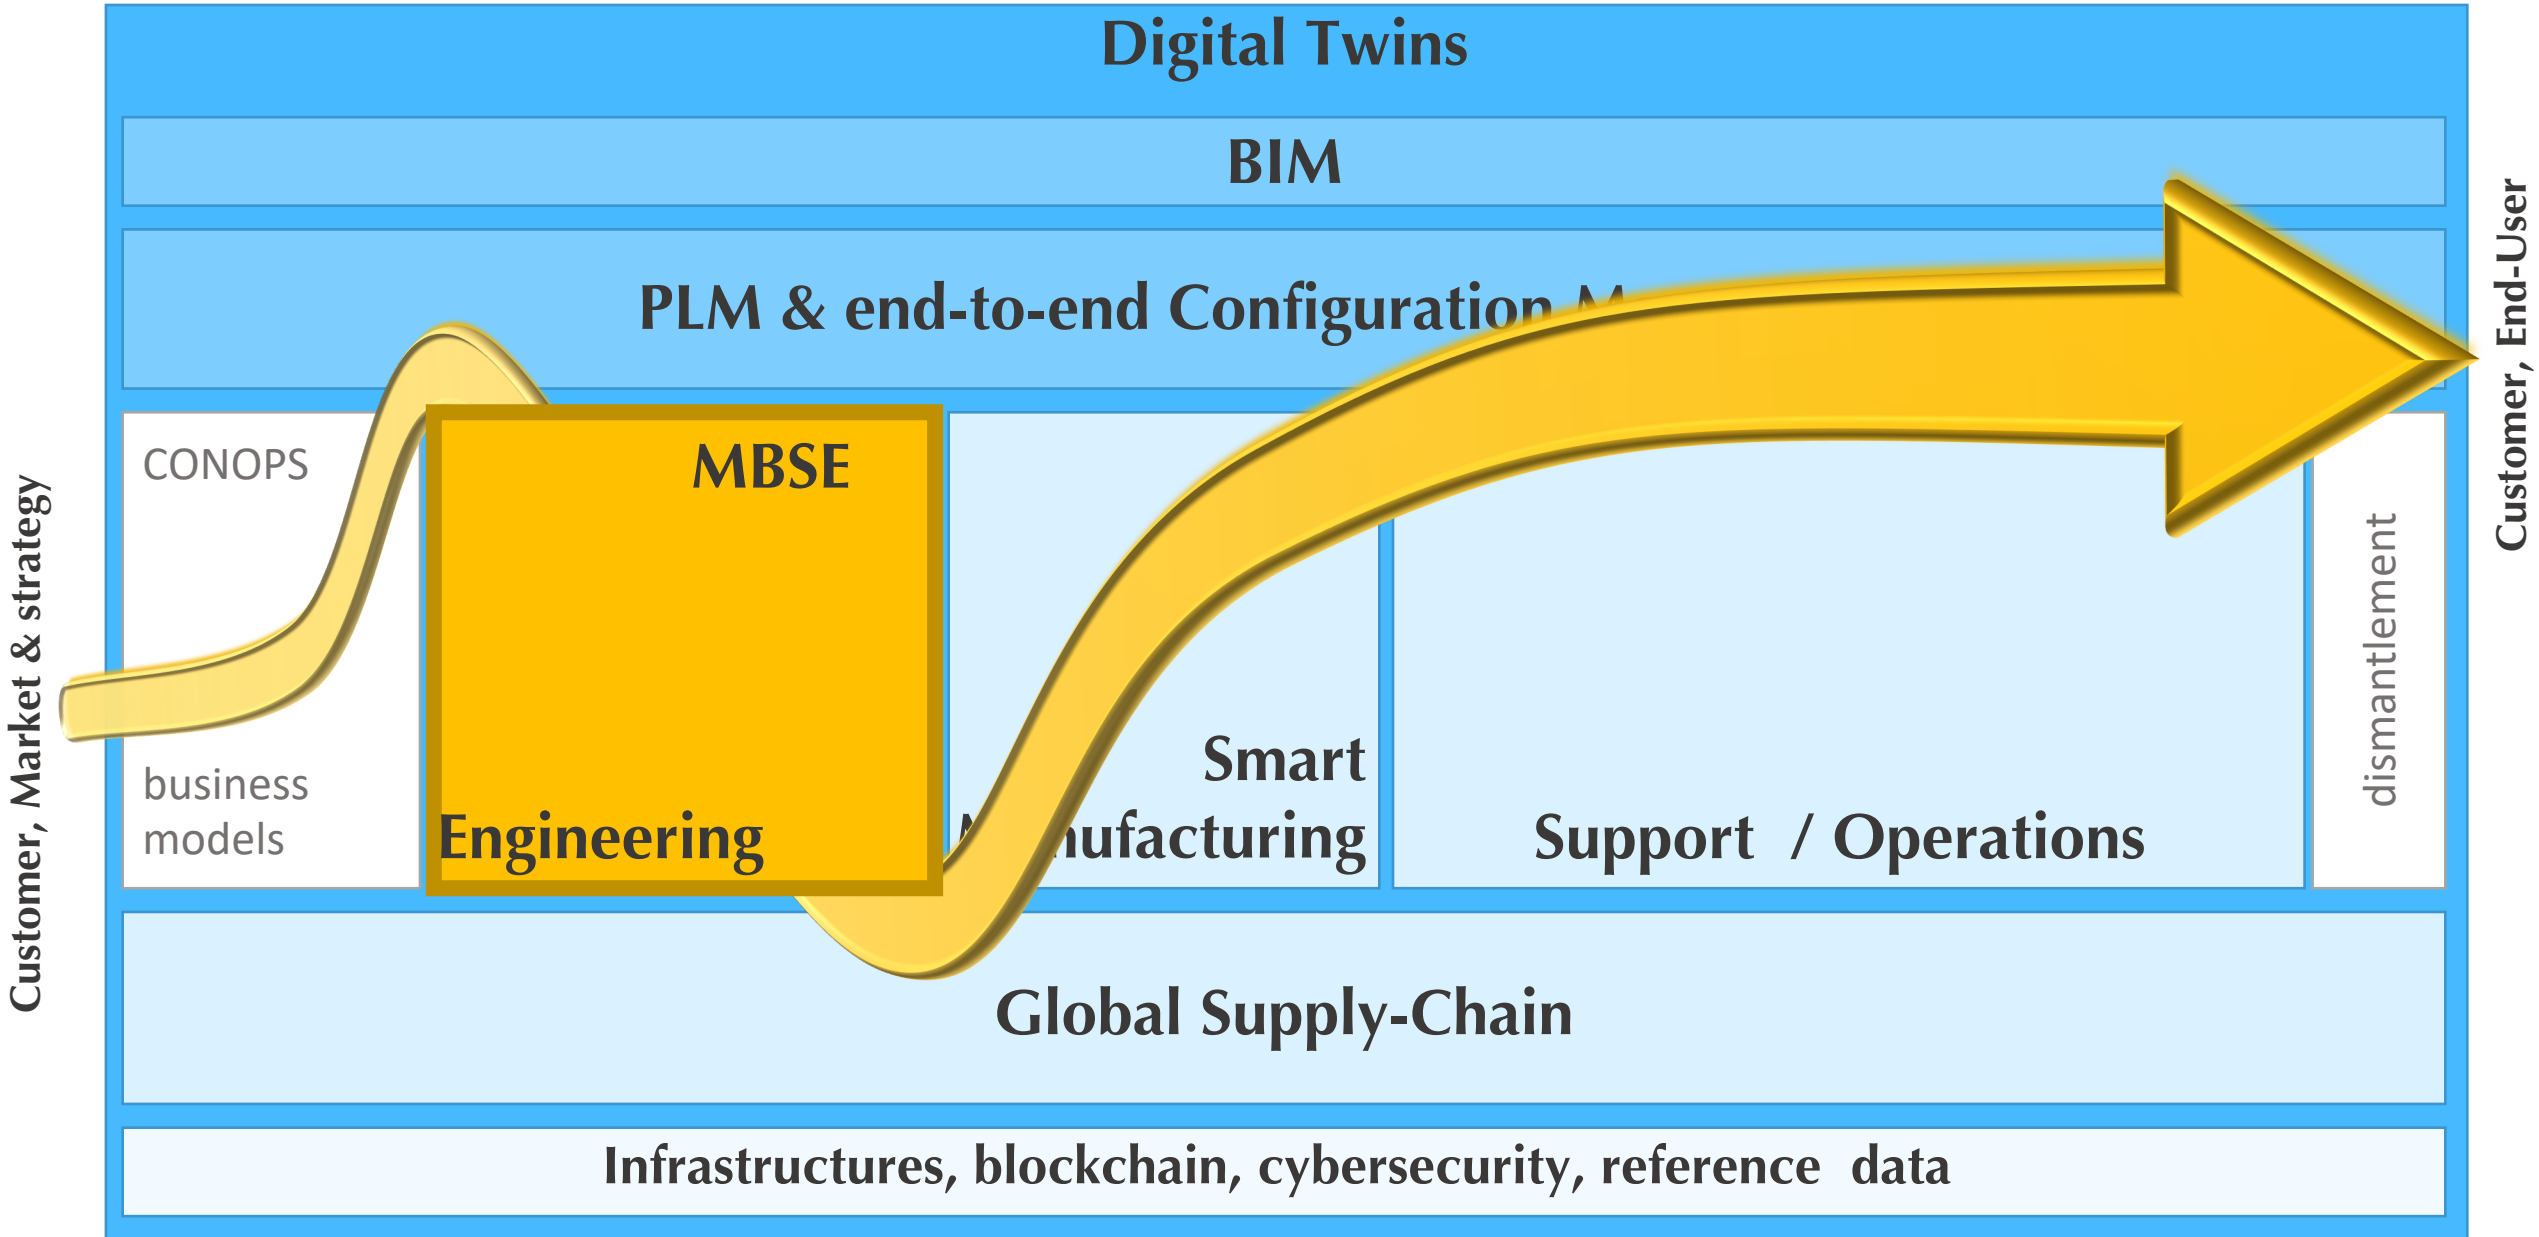 Digital Twins
BIM
PLM & end-to-end Configuration
Customer, Market & strategy
CONOPS
business
models
MBSE
Engineering
Smart
Manufacturing
Support / Operations
dismantlement
Customer, End-User
Global Supply-Chain
Infrastructures, blockchain, cybersecurity, reference data